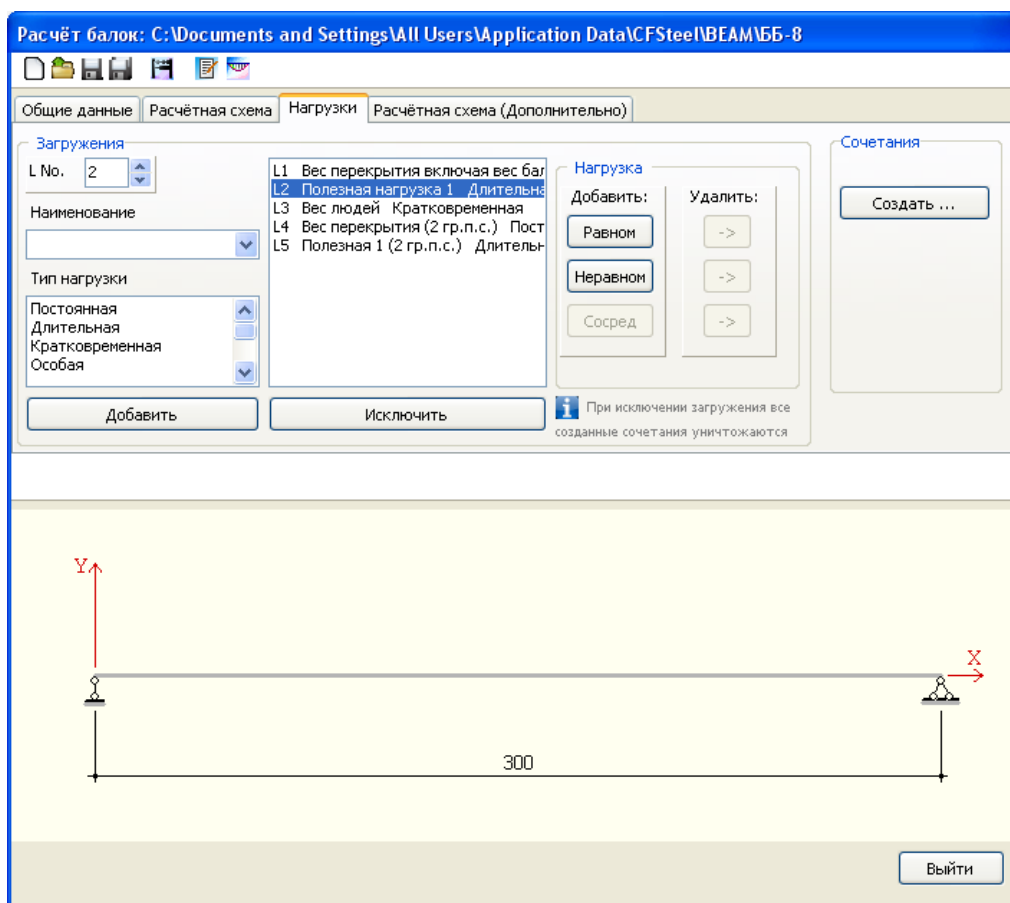 Расчёт балок: C:\Documents and Settings\All Users\Application Data\CFSteel\BEAM\ББ-8
Общие данные Расчётная схема Нагрузки Расчётная схема (Дополнительно)
Загружения
L No. 2
Наименование
Тип нагрузки
Постоянная
Длительная
Кратковременная
Особая
Добавить
L1 Вес перекрытия включая вес бал
L2 Полезная нагрузка 1 Длительна
L3 Вес людей Кратковременная
L4 Вес перекрытия (2 гр.п.с.) Пост
L5 Полезная 1 (2 гр.п.с.) Длительн
Исключить
Нагрузка
Добавить: Удалить:
Равном ->
Неравном ->
Сосред ->
При исключении загружения все
созданные сочетания уничтожаются
Сочетания
Создать ...
Y
X
300
Выйти